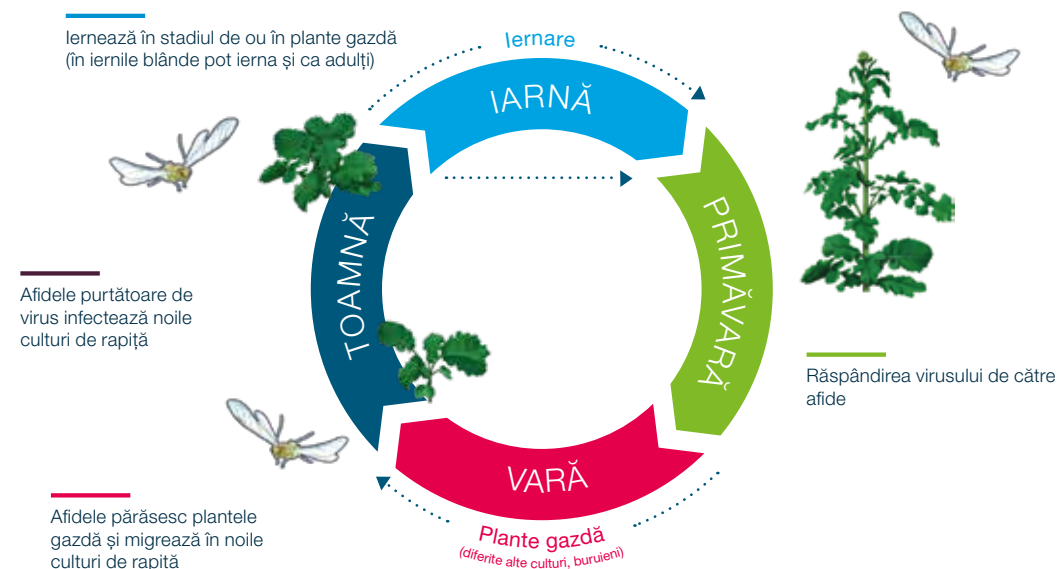 Iernează în stadiul de ou în plante gazdă
(în iernile blânde pot ierna și ca adulți)
Iernare
IARNĂ
PRIMĂVARĂ
TOAMNĂ
Afidele purtătoare de
virus infectează noile
culturi de rapiță
Răspândirea virusului de către
afide
VARĂ
Plante gazdă
(diferite alte culturi, buruieni)
Afidele părăsesc plantele
gazdă și migrează în noile
culturi de rapiță